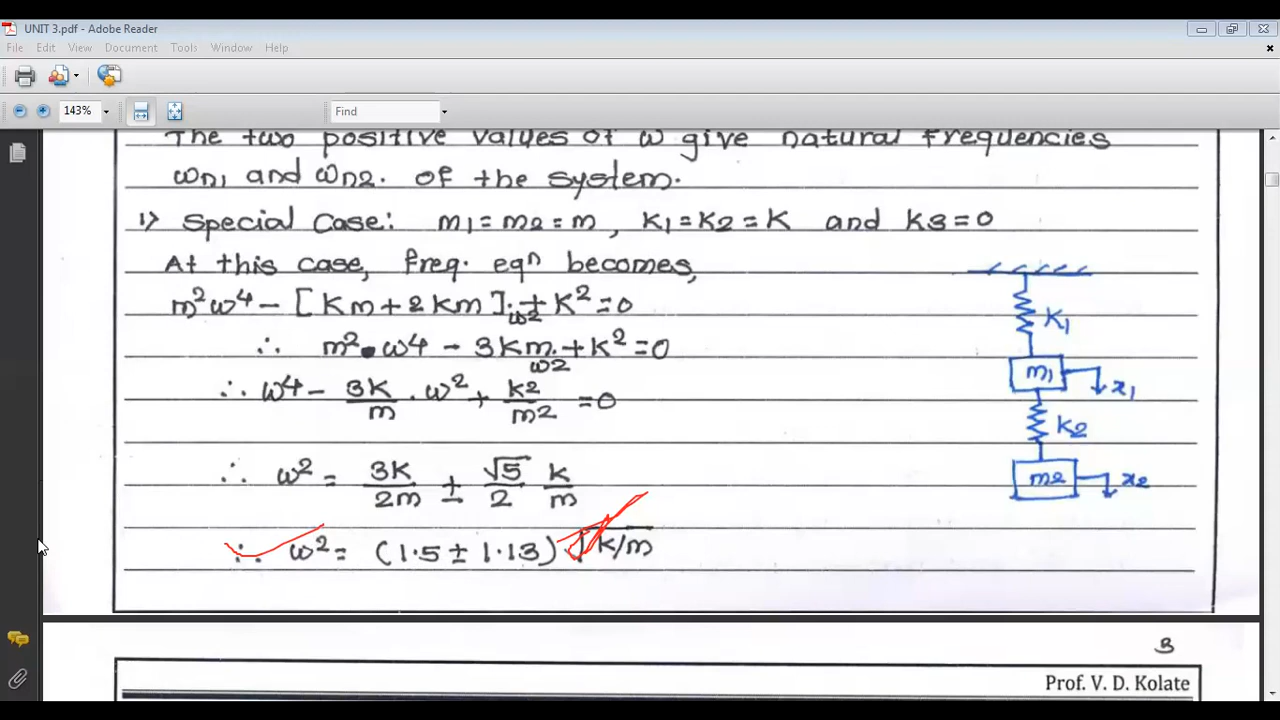 UNIT 3.pdf - Adobe Reader
File Edit View Document Tools Window Help
143% Find
The two positive values of ω give natural frequencies
ωn1 and ωn2. of the system.
1> Special Case: m1=m2=m, K1=K2=K and K3=0
At this case, freq. eqn becomes,
m²ω⁴ - [Km+2Km].ω2 + K²=0
∴ m².ω⁴ - 3Km.ω2 + K²=0
∴ ω⁴ - 3K/m . ω² + k2/m2 =0
∴ ω² = 3K/2m ± √5/2 k/m
∴ ω² = (1.5 ± 1.13) √k/m
K1
m1
x1
K2
m2
x2
3
Prof. V. D. Kolate